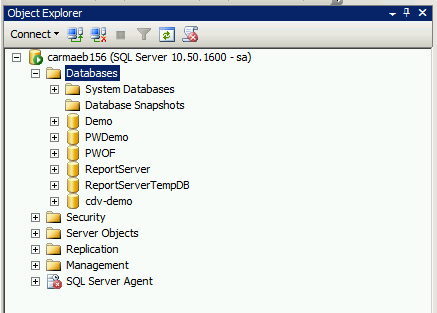 Object Explorer
Connect
carmaeb156 (SQL Server 10.50.1600 - sa)
Databases
System Databases
Database Snapshots
Demo
PWDemo
PWOF
ReportServer
ReportServerTempDB
cdv-demo
Security
Server Objects
Replication
Management
SQL Server Agent